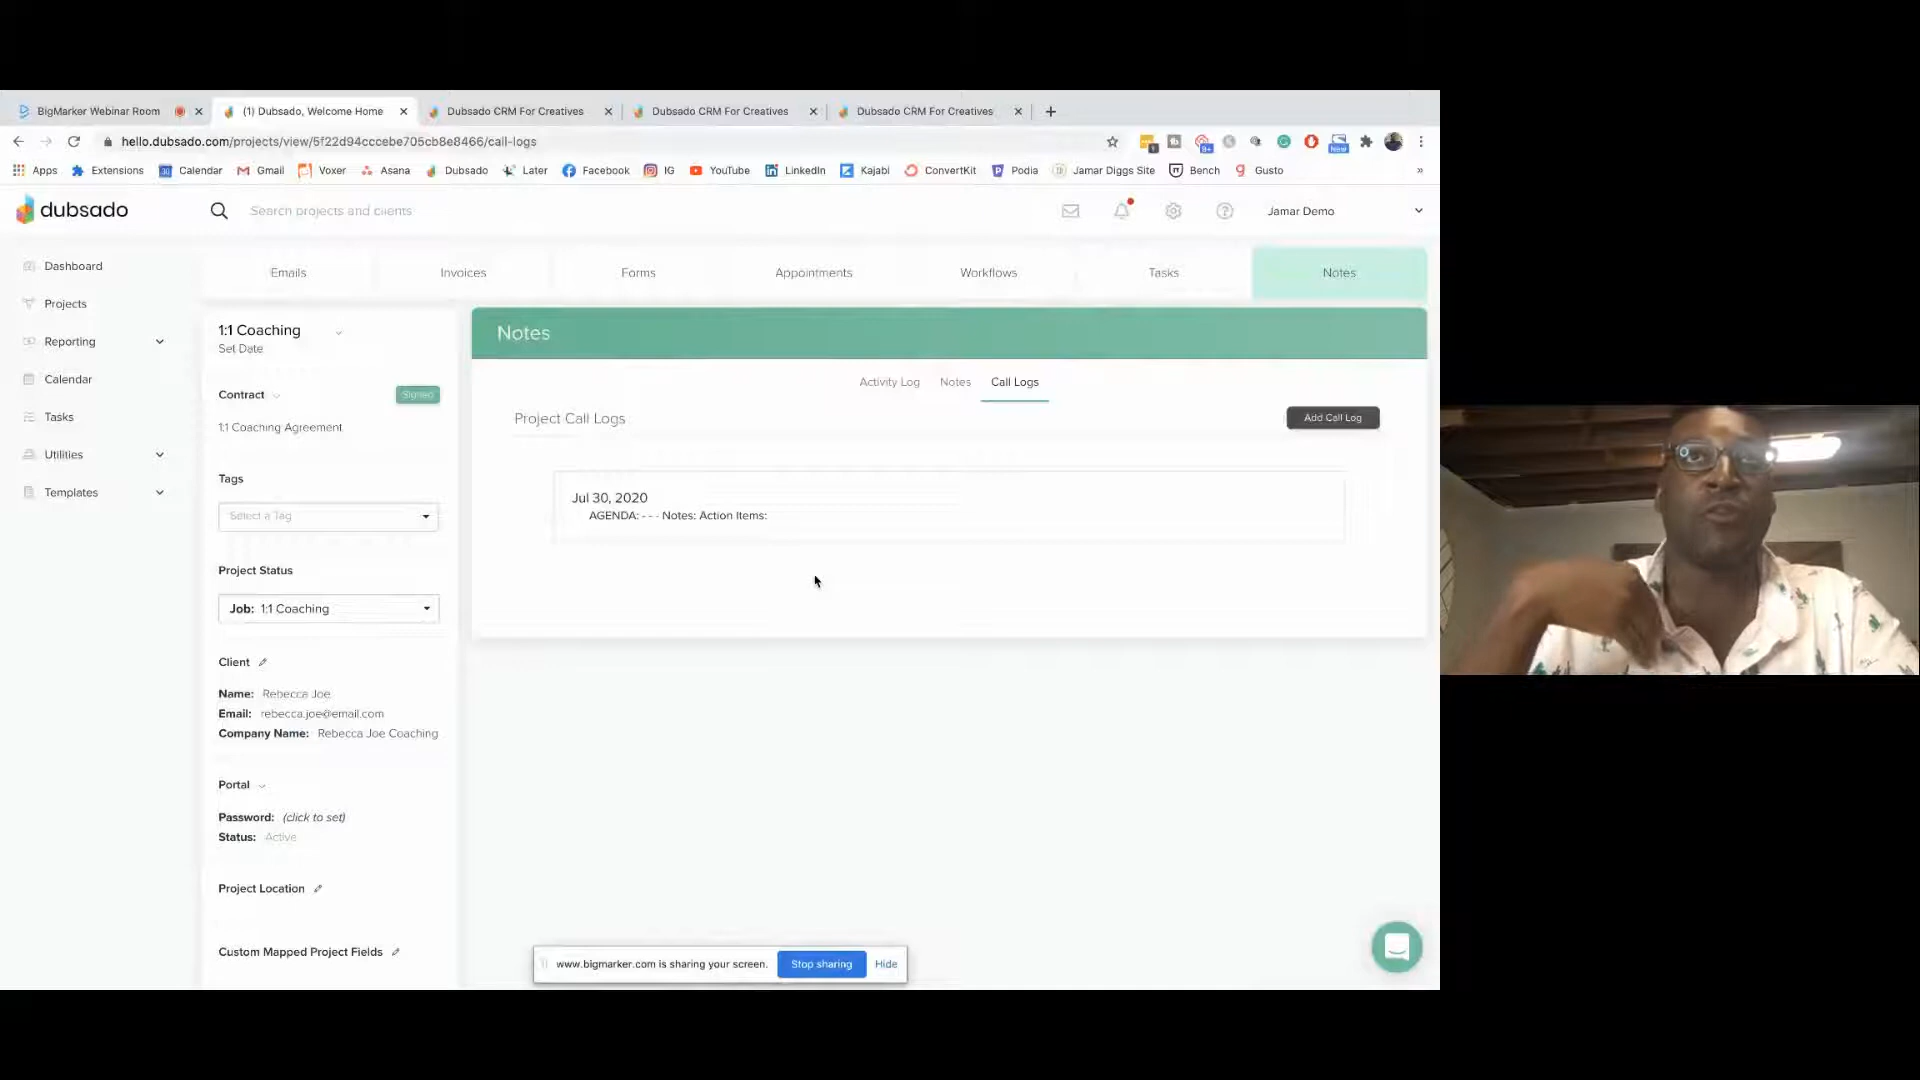 BigMarker Webinar Room
(1) Dubsado, Welcome Home
Dubsado CRM For Creatives
Dubsado CRM For Creatives
Dubsado CRM For Creatives
hello.dubsado.com/projects/view/5f22d94cccebe705cb8e8466/call-logs
Apps Extensions Calendar Gmail Voxer Asana Dubsado Later Facebook IG YouTube LinkedIn Kajabi ConvertKit Podia Jamar Diggs Site Bench Gusto »
dubsado
Search projects and clients
Jamar Demo
Dashboard
Projects
Reporting
Calendar
Tasks
Utilities
Templates
Emails Invoices Forms Appointments Workflows Tasks Notes
1:1 Coaching
Set Date
Contract
Signed
1:1 Coaching Agreement
Tags
Select a Tag
Project Status
Job: 1:1 Coaching
Client
Name: Rebecca Joe
Email: rebecca.joe@email.com
Company Name: Rebecca Joe Coaching
Portal
Password: (click to set)
Status: Active
Project Location
Custom Mapped Project Fields
Notes
Activity Log Notes Call Logs
Project Call Logs
Add Call Log
Jul 30, 2020
AGENDA: - - - Notes: Action Items:
www.bigmarker.com is sharing your screen.
Stop sharing
Hide